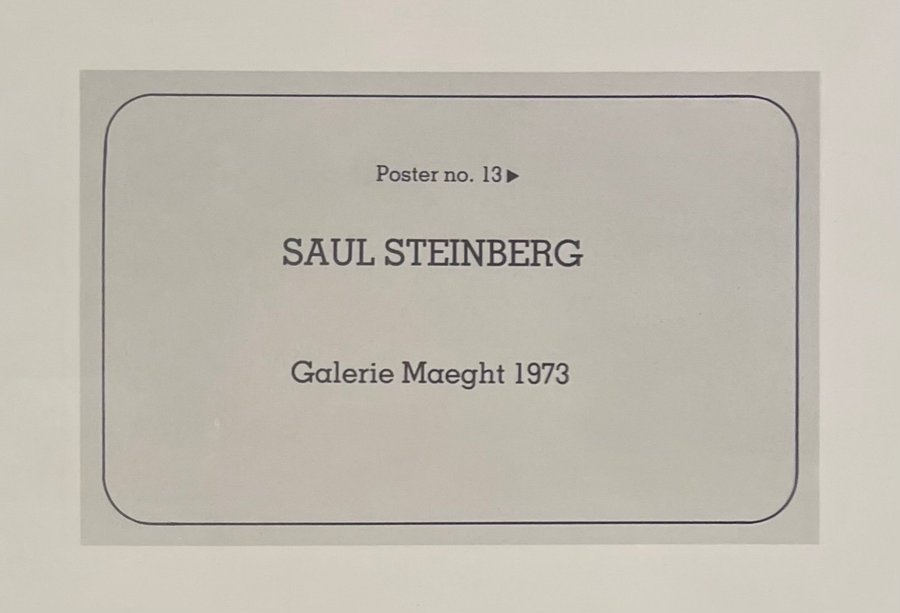 Poster no. 13▶
SAUL STEINBERG
Galerie Maeght 1973